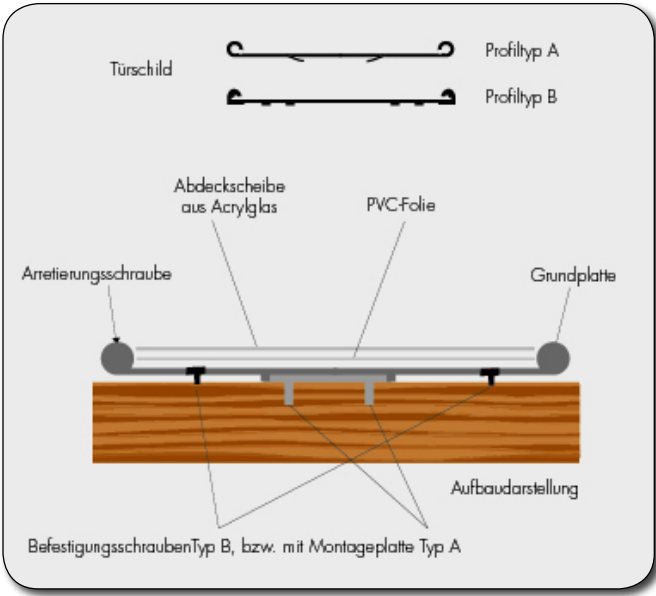 Türschild
Profiltyp A
Profiltyp B
Abdeckscheibe
aus Acrylglas
PVC-Folie
Arretierungsschraube
Grundplatte
Aufbaudarstellung
BefestigungsschraubenTyp B, bzw. mit Montageplatte Typ A